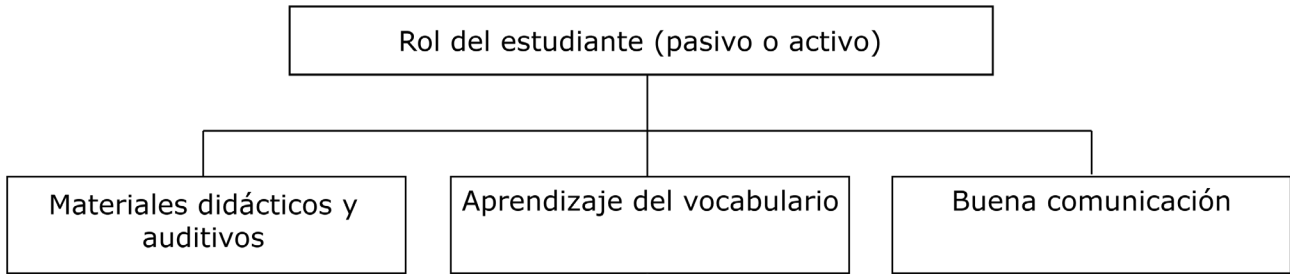 Rol del estudiante (pasivo o activo)
Materiales didácticos y
auditivos
Aprendizaje del vocabulario
Buena comunicación